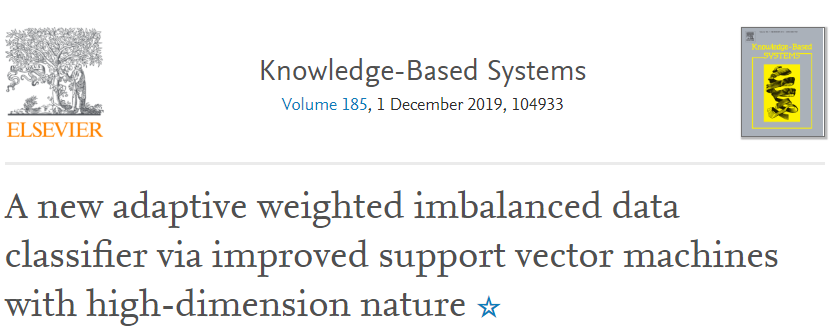 Knowledge-Based Systems
Volume 185, 1 December 2019, 104933
ELSEVIER
Knowledge-Based
SYSTEMS
A new adaptive weighted imbalanced data
classifier via improved support vector machines
with high-dimension nature